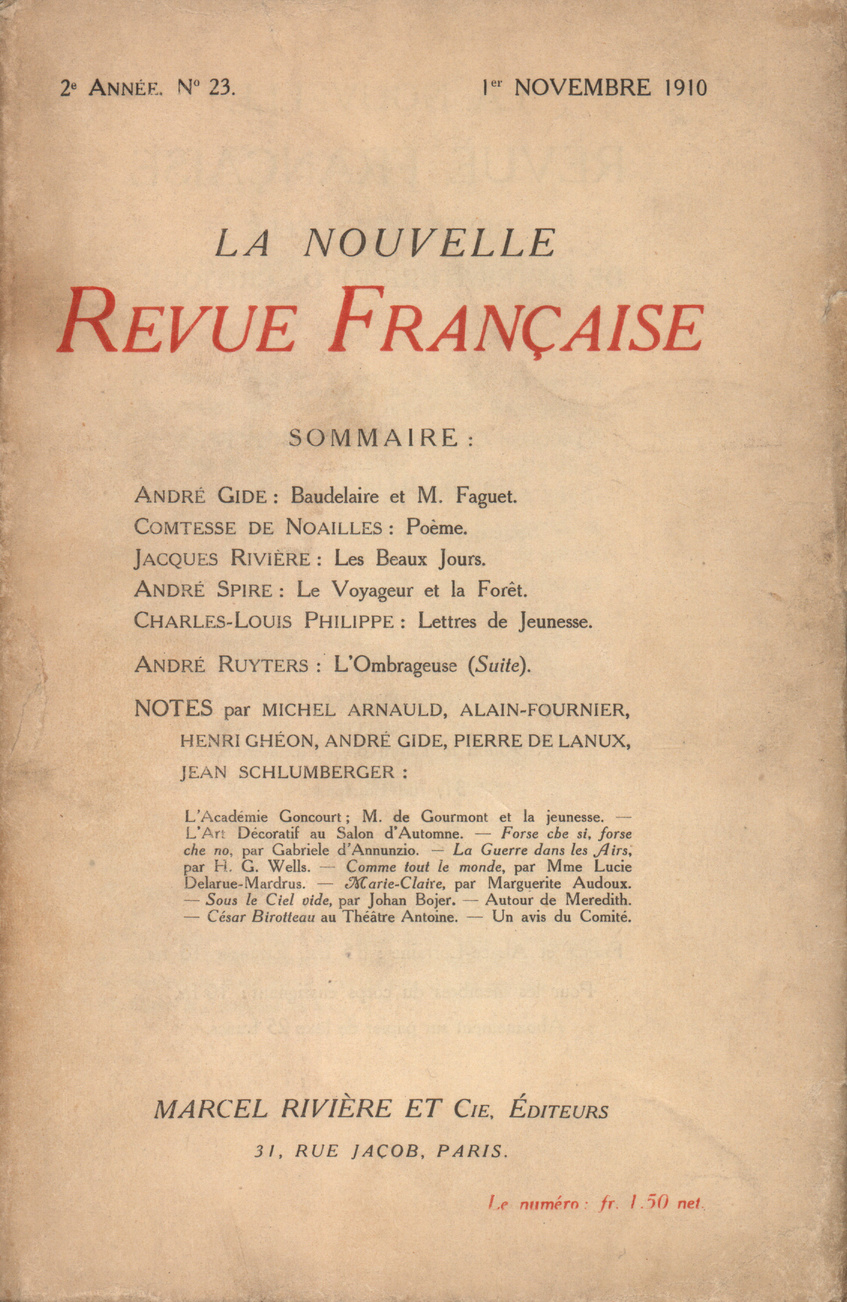 2e ANNÉE. No 23.
1er NOVEMBRE 1910
LA NOUVELLE
REVUE FRANÇAISE
SOMMAIRE :
ANDRÉ GIDE : Baudelaire et M. Faguet.
COMTESSE DE NOAILLES : Poème.
JACQUES RIVIÈRE : Les Beaux Jours.
ANDRÉ SPIRE : Le Voyageur et la Forêt.
CHARLES-LOUIS PHILIPPE : Lettres de Jeunesse.
ANDRÉ RUYTERS : L'Ombrageuse (Suite).
NOTES par MICHEL ARNAULD, ALAIN-FOURNIER,
HENRI GHÉON, ANDRÉ GIDE, PIERRE DE LANUX,
JEAN SCHLUMBERGER :
L'Académie Goncourt ; M. de Gourmont et la jeunesse. —
L'Art Décoratif au Salon d'Automne. — Forse che si, forse
che no, par Gabriele d'Annunzio. — La Guerre dans les Airs,
par H. G. Wells. — Comme tout le monde, par Mme Lucie
Delarue-Mardrus. — Marie-Claire, par Marguerite Audoux.
— Sous le Ciel vide, par Johan Bojer. — Autour de Meredith.
— César Birotteau au Théâtre Antoine. — Un avis du Comité.
MARCEL RIVIÈRE ET CIE, ÉDITEURS
31, RUE JACOB, PARIS.
Le numéro : fr. 1.50 net.